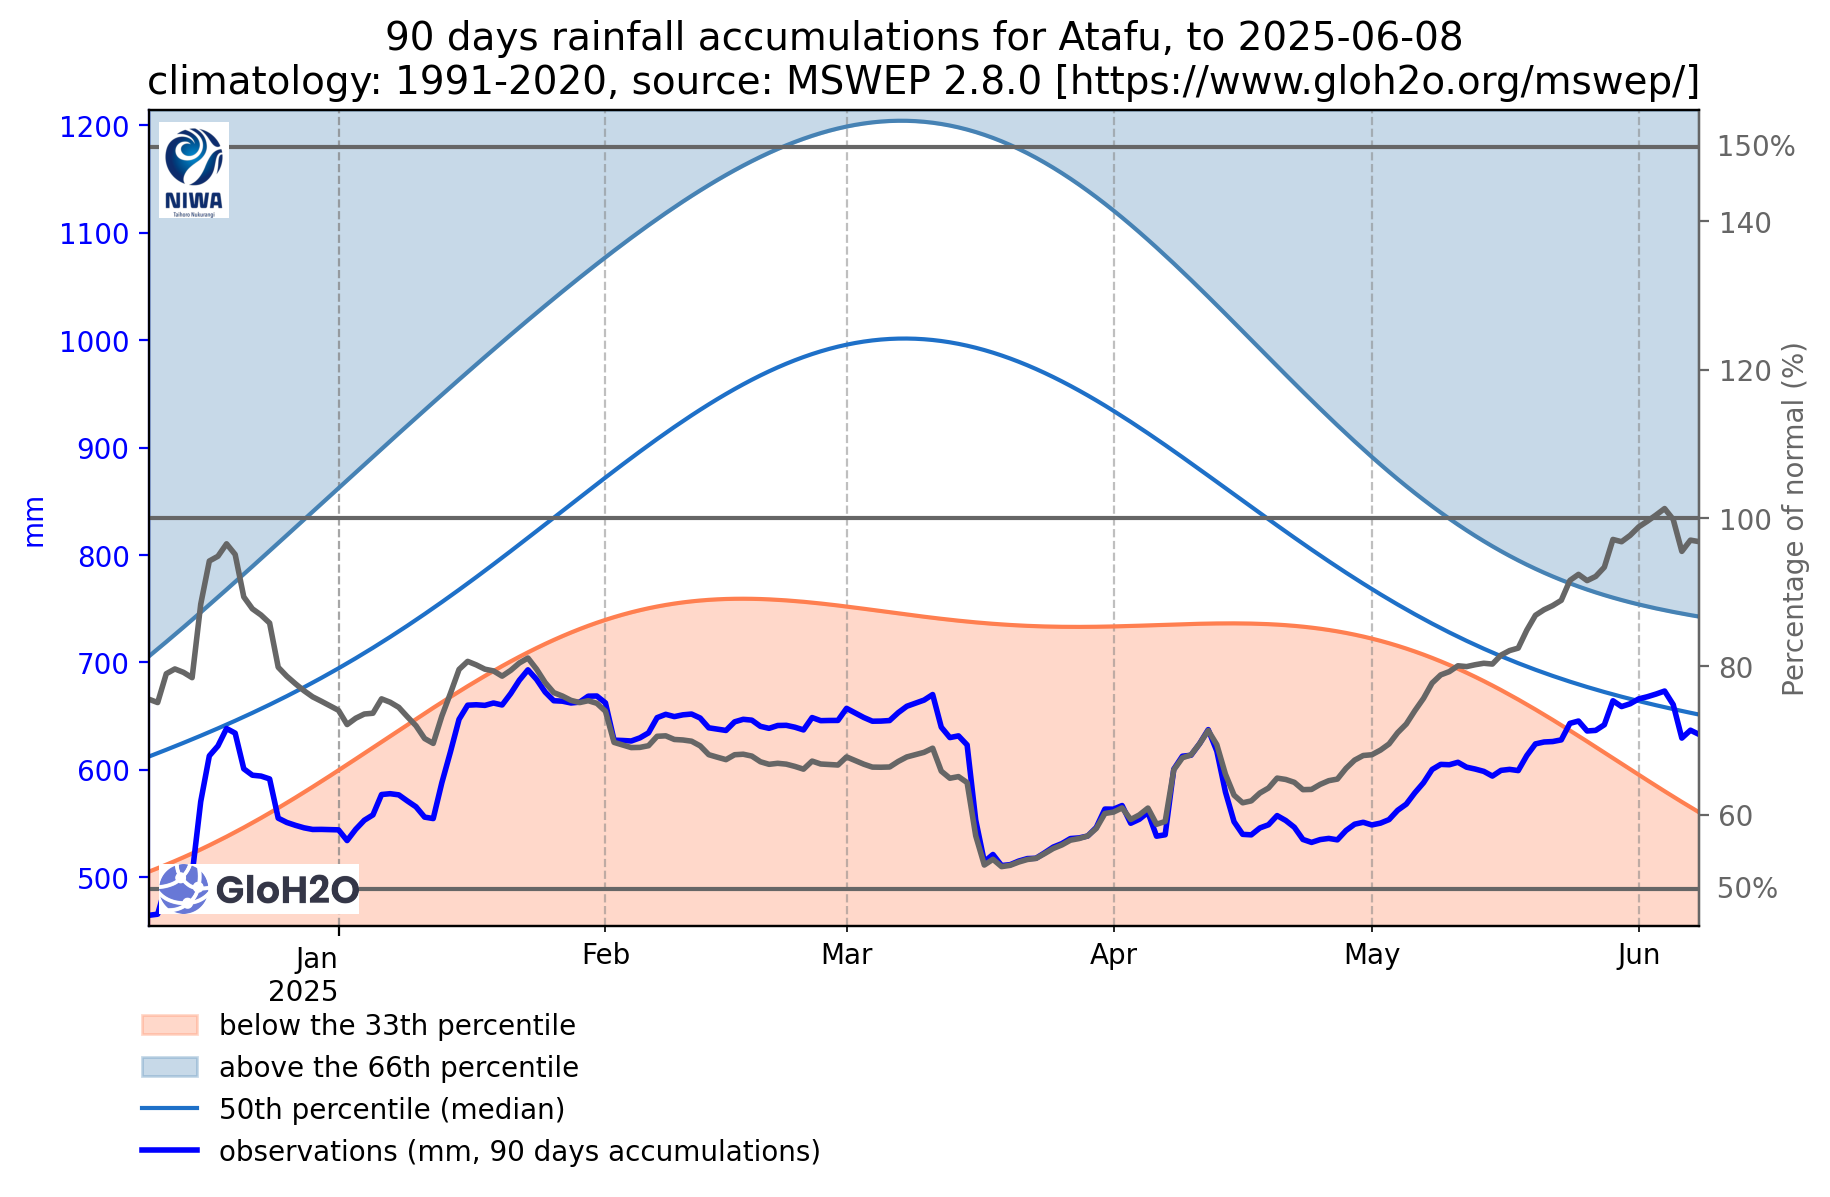 90 days rainfall accumulations for Atafu, to 2025-06-08
climatology: 1991-2020, source: MSWEP 2.8.0 [https://www.gloh2o.org/mswep/]
1200
1100
1000
900
800
700
600
500
mm
NIWA
Taihoro Nukurangi
GloH2O
150%
140
120
100
80
60
50%
Percentage of normal (%)
Jan
2025
Feb
Mar
Apr
May
Jun
below the 33th percentile
above the 66th percentile
50th percentile (median)
observations (mm, 90 days accumulations)